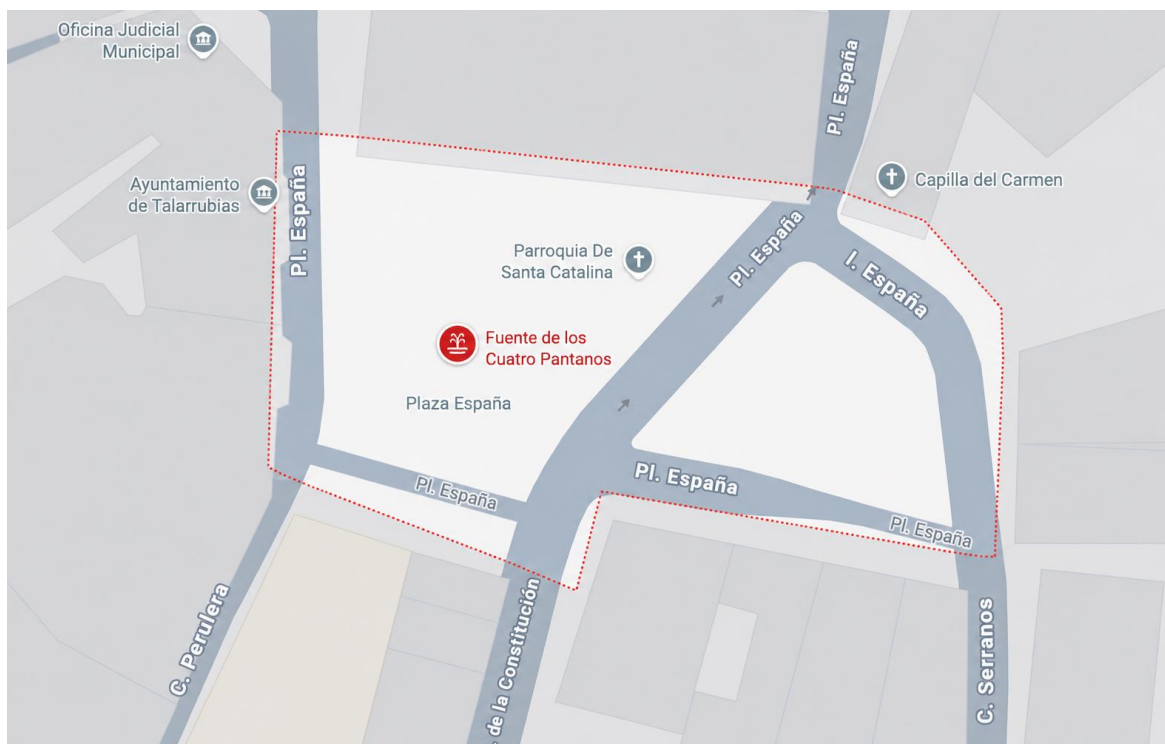 Oficina Judicial
Municipal
Pl. España
Ayuntamiento
de Talarrubias
Pl. España
Capilla del Carmen
Parroquia De
Santa Catalina
Pl. España
l. España
Fuente de los
Cuatro Pantanos
Plaza España
Pl. España
Pl. España
Pl. España
C. Perulera
. de la Constitución
C. Serranos